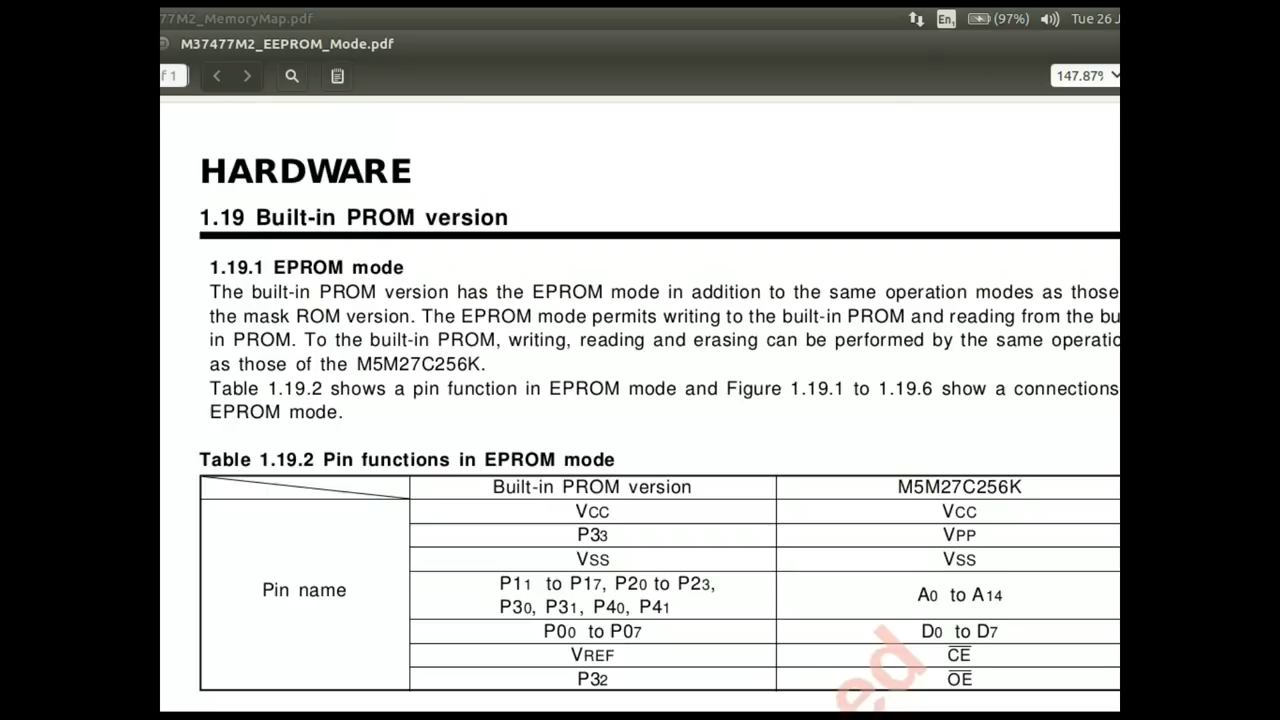 77M2_MemoryMap.pdf
En1 (97%) Tue 26 J
M37477M2_EEPROM_Mode.pdf
f 1 147.87%
HARDWARE
1.19 Built-in PROM version
1.19.1 EPROM mode
The built-in PROM version has the EPROM mode in addition to the same operation modes as those
the mask ROM version. The EPROM mode permits writing to the built-in PROM and reading from the bu
in PROM. To the built-in PROM, writing, reading and erasing can be performed by the same operatio
as those of the M5M27C256K.
Table 1.19.2 shows a pin function in EPROM mode and Figure 1.19.1 to 1.19.6 show a connections
EPROM mode.
Table 1.19.2 Pin functions in EPROM mode
Built-in PROM version M5M27C256K
Pin name
VCC VCC
P33 VPP
VSS VSS
P11 to P17, P20 to P23,
P30, P31, P40, P41
A0 to A14
P00 to P07 D0 to D7
VREF CE
P32 OE
ed